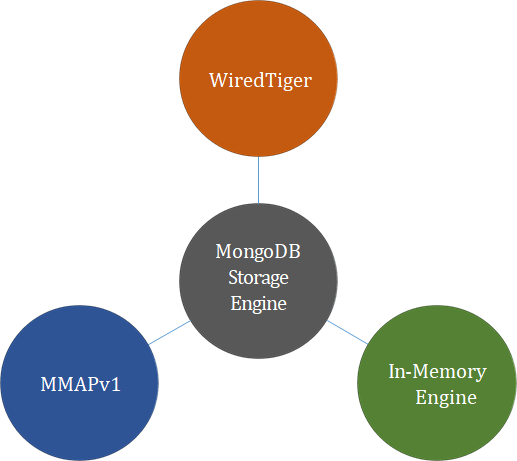 WiredTiger
MongoDB
Storage
Engine
MMAPv1
In-Memory
Engine